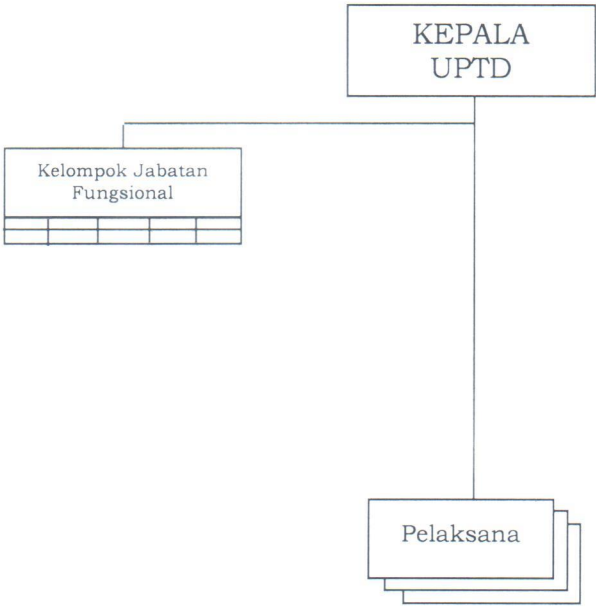 KEPALA
UPTD
Kelompok Jabatan
Fungsional
Pelaksana